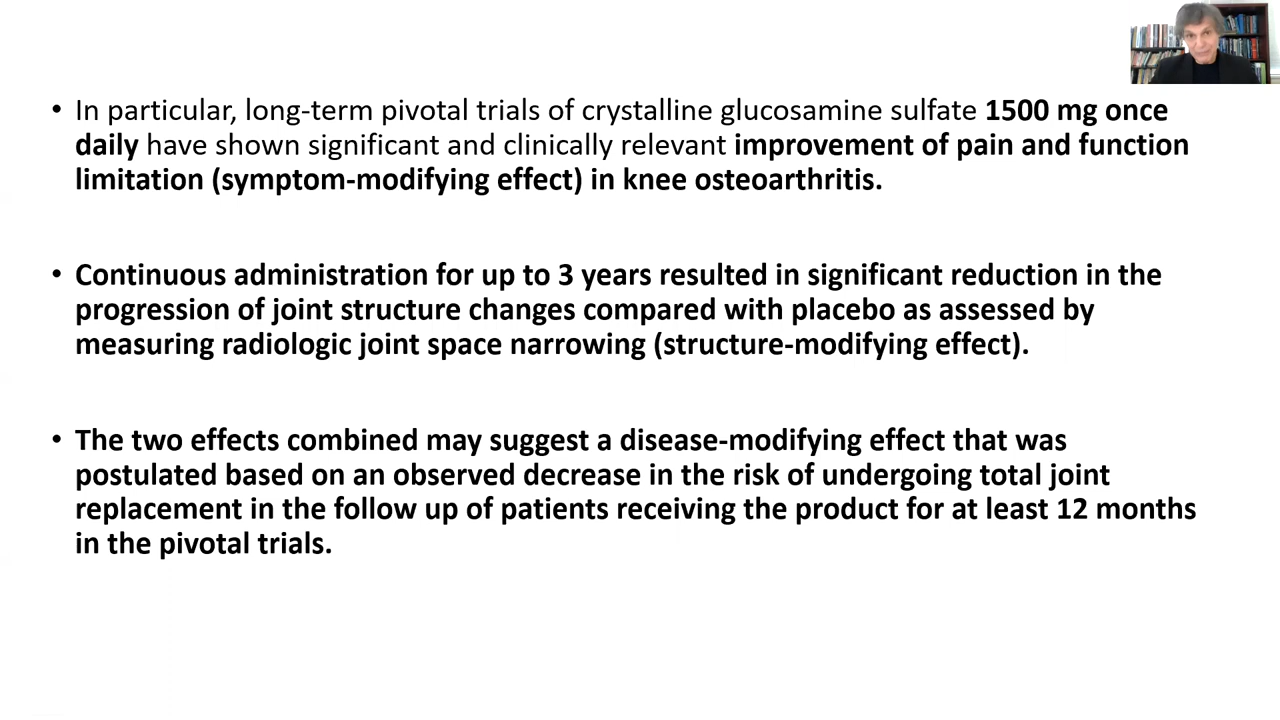 • In particular, long-term pivotal trials of crystalline glucosamine sulfate 1500 mg once
daily have shown significant and clinically relevant improvement of pain and function
limitation (symptom-modifying effect) in knee osteoarthritis.
• Continuous administration for up to 3 years resulted in significant reduction in the
progression of joint structure changes compared with placebo as assessed by
measuring radiologic joint space narrowing (structure-modifying effect).
• The two effects combined may suggest a disease-modifying effect that was
postulated based on an observed decrease in the risk of undergoing total joint
replacement in the follow up of patients receiving the product for at least 12 months
in the pivotal trials.